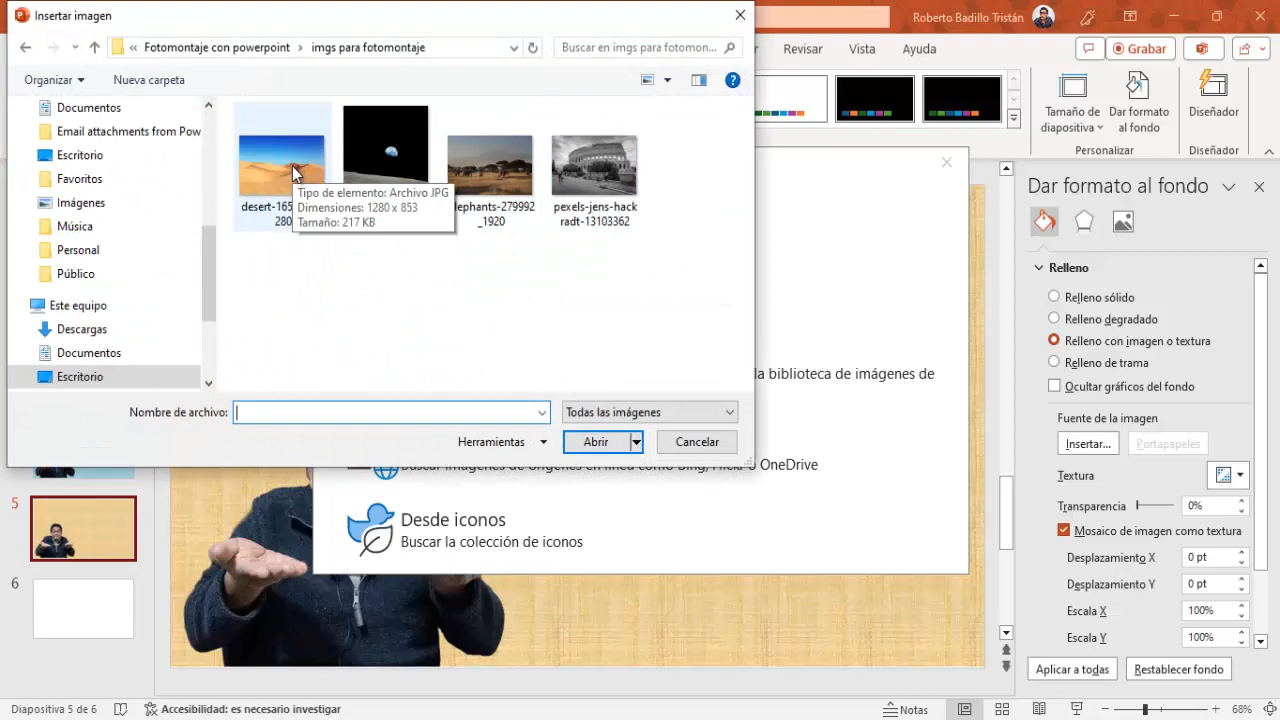 Insertar imagen
Roberto Badillo Tristán
« Fotomontaje con powerpoint › imgs para fotomontaje
Buscar en imgs para fotomon...
Revisar
Vista
Ayuda
Grabar
Organizar
Nueva carpeta
Documentos
Email attachments from Pow
Escritorio
Favoritos
Imágenes
Música
Personal
Público
Este equipo
Descargas
Documentos
Escritorio
Tipo de elemento: Archivo JPG
Dimensiones: 1280 x 853
Tamaño: 217 KB
desert-165
280
lephants-279992
_1920
pexels-jens-hack
radt-13103362
Nombre de archivo:
Todas las imágenes
Herramientas
Abrir
Cancelar
Tamaño de
diapositiva
Dar formato
al fondo
Diseñador
Personalizar
Diseñador
la biblioteca de imágenes de
Buscar imágenes de orígenes en línea como Bing, Flickr o OneDrive
Desde iconos
Buscar la colección de iconos
Dar formato al fondo
Relleno
Relleno sólido
Relleno degradado
Relleno con imagen o textura
Relleno de trama
Ocultar gráficos del fondo
Fuente de la imagen
Insertar...
Portapapeles
Textura
Transparencia
0%
Mosaico de imagen como textura
Desplazamiento X
0 pt
Desplazamiento Y
0 pt
Escala X
100%
Escala Y
100%
Aplicar a todas
Restablecer fondo
5
6
Diapositiva 5 de 6
Accesibilidad: es necesario investigar
Notas
68%